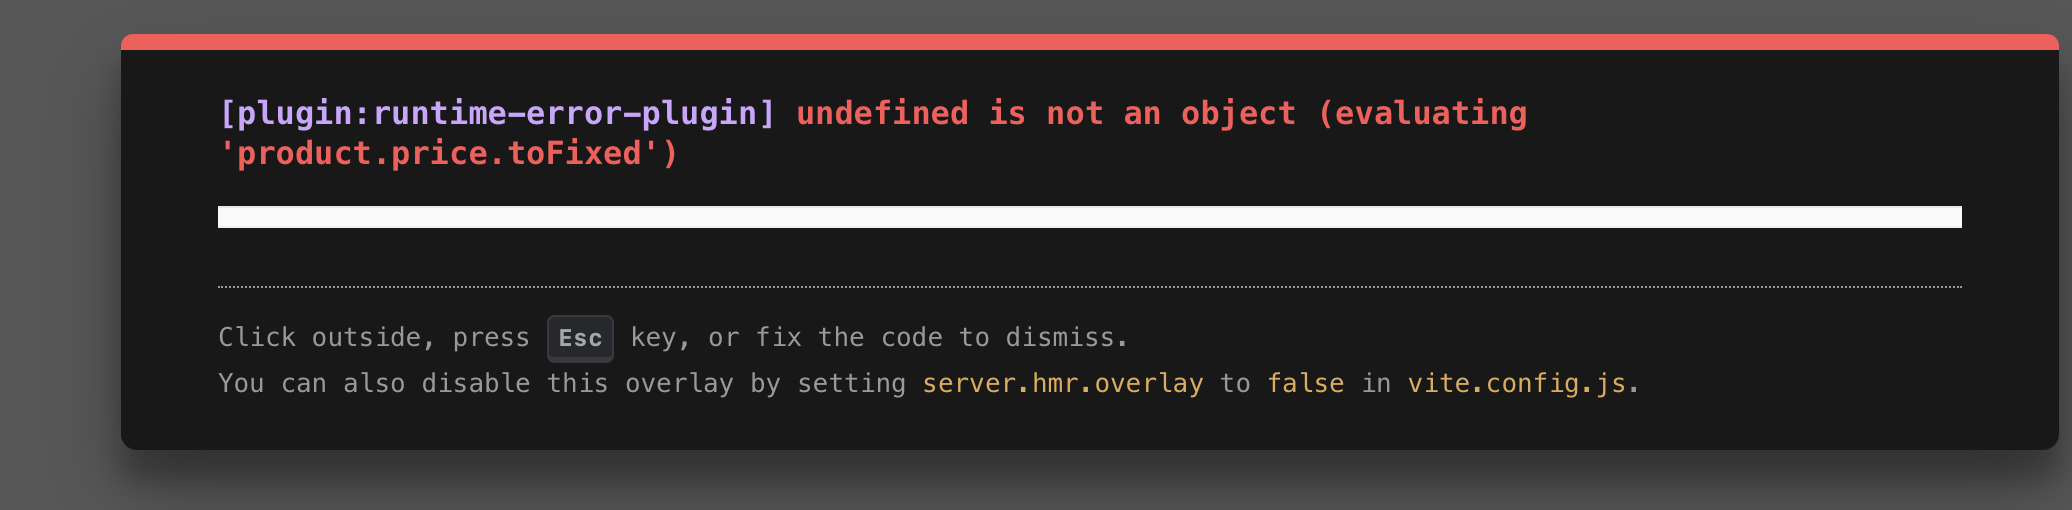 [plugin:runtime-error-plugin] undefined is not an object (evaluating
'product.price.toFixed')
Click outside, press Esc key, or fix the code to dismiss.
You can also disable this overlay by setting server.hmr.overlay to false in vite.config.js.